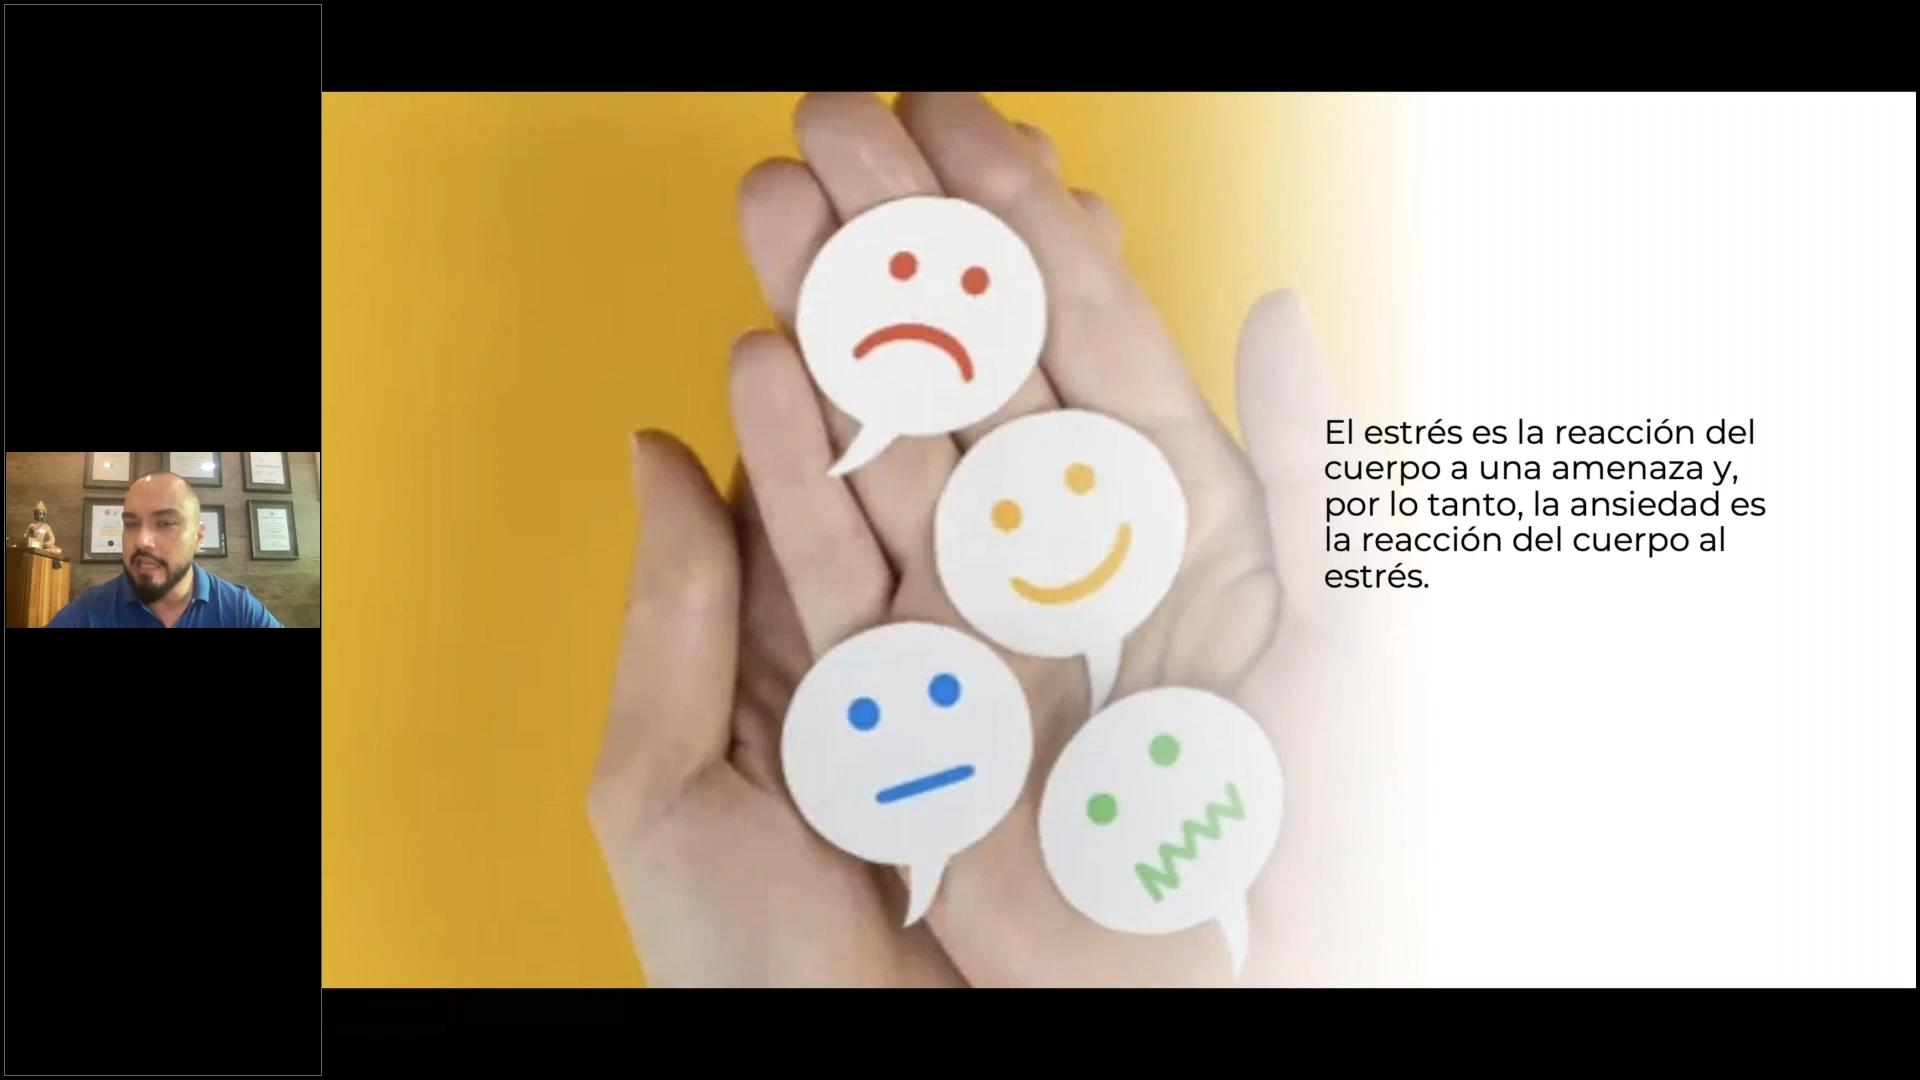 El estrés es la reacción del
cuerpo a una amenaza y,
por lo tanto, la ansiedad es
la reacción del cuerpo al
estrés.